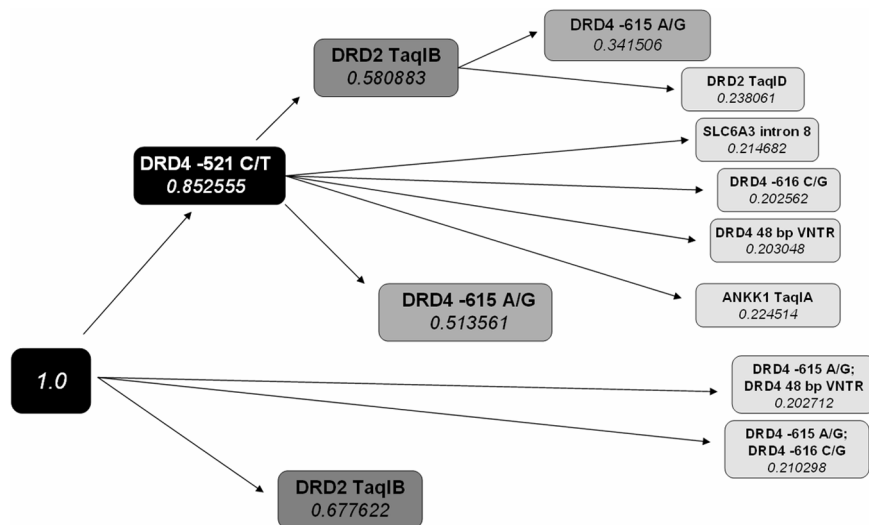 DRD4 -615 A/G
0.341506
DRD2 TaqIB
0.580883
DRD2 TaqID
0.238061
SLC6A3 intron 8
0.214682
DRD4 -521 C/T
0.852555
DRD4 -616 C/G
0.202562
DRD4 48 bp VNTR
0.203048
DRD4 -615 A/G
0.513561
ANKK1 TaqIA
0.224514
1.0
DRD4 -615 A/G;
DRD4 48 bp VNTR
0.202712
DRD4 -615 A/G;
DRD4 -616 C/G
0.210298
DRD2 TaqIB
0.677622